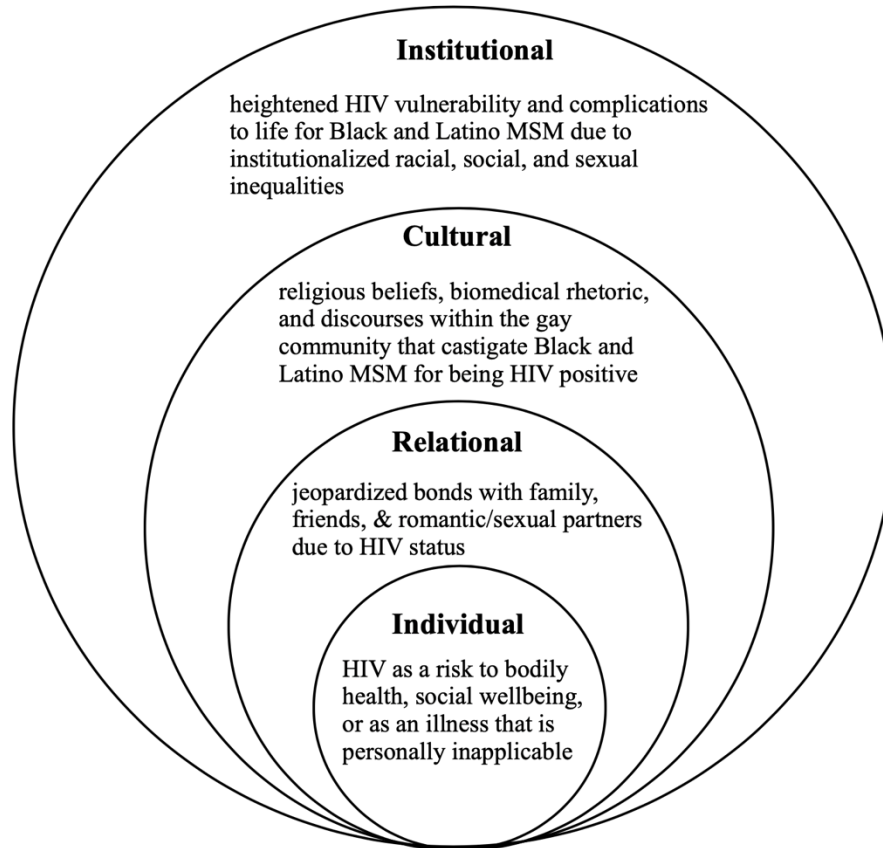 Institutional
heightened HIV vulnerability and complications
to life for Black and Latino MSM due to
institutionalized racial, social, and sexual
inequalities
Cultural
religious beliefs, biomedical rhetoric,
and discourses within the gay
community that castigate Black and
Latino MSM for being HIV positive
Relational
jeopardized bonds with family,
friends, & romantic/sexual partners
due to HIV status
Individual
HIV as a risk to bodily
health, social wellbeing,
or as an illness that is
personally inapplicable